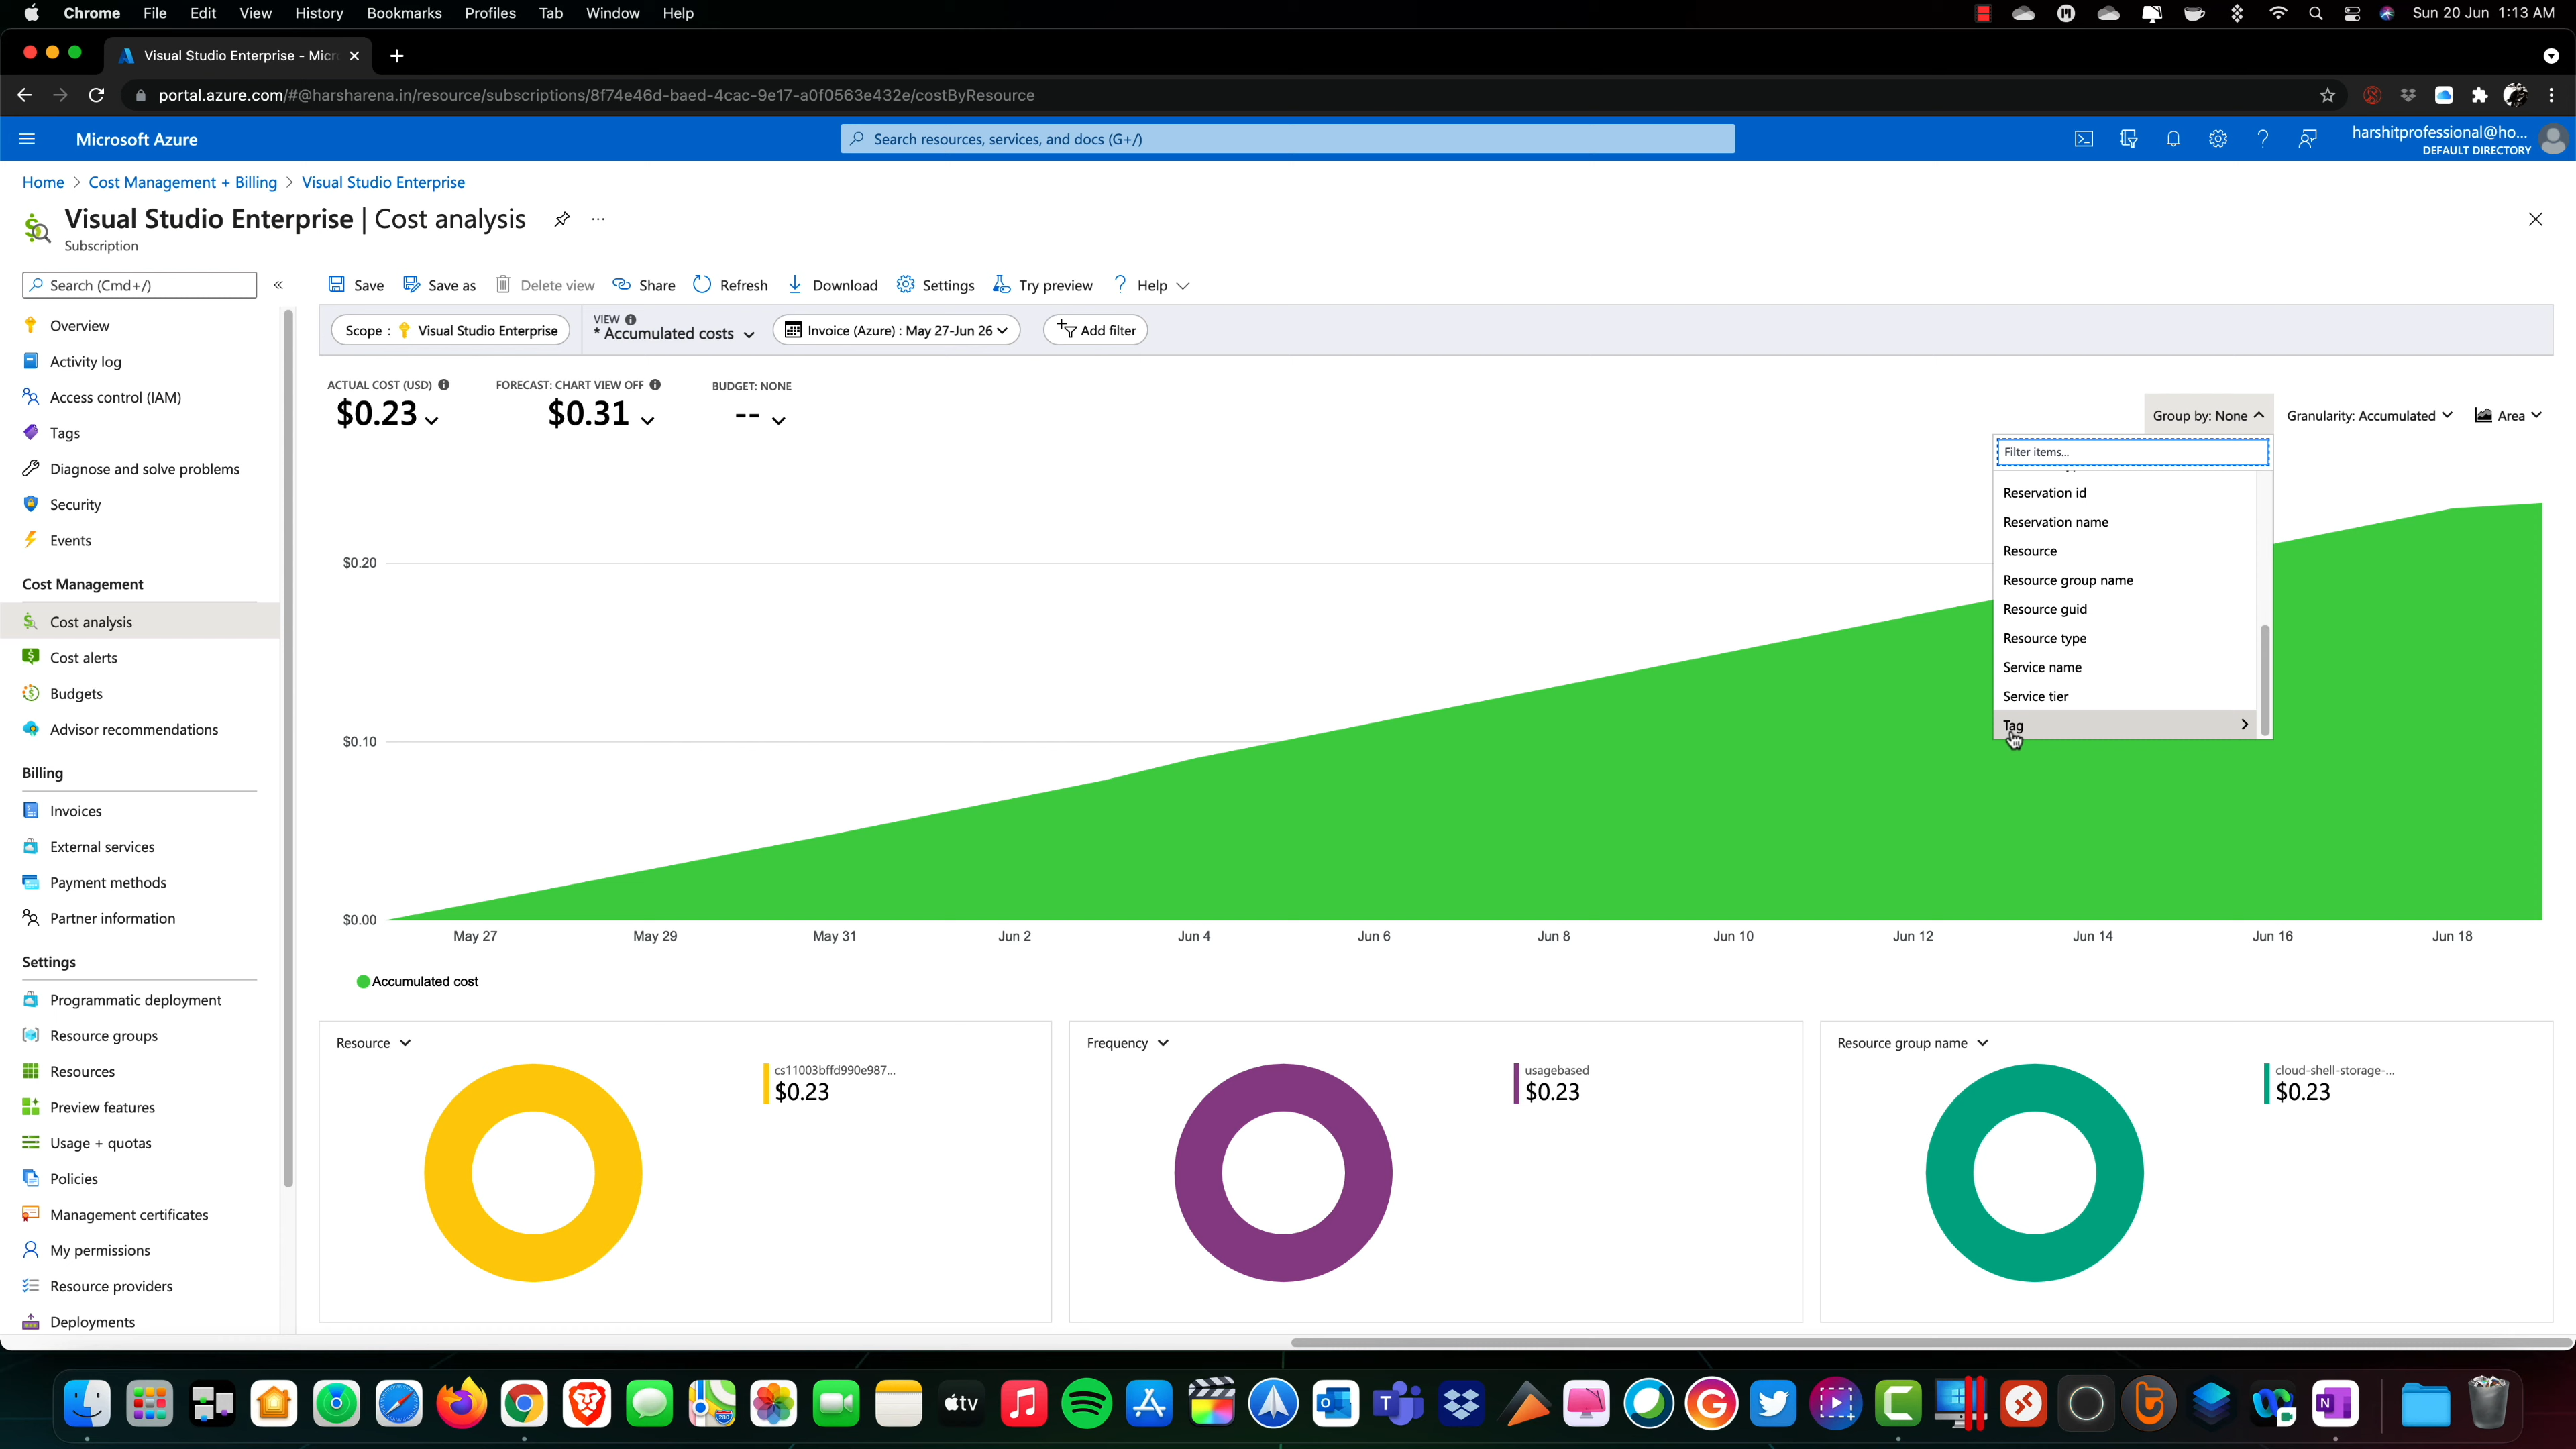 Chrome File Edit View History Bookmarks Profiles Tab Window Help
Sun 20 Jun 1:13 AM
Visual Studio Enterprise - Micr
portal.azure.com/#@harsharena.in/resource/subscriptions/8f74e46d-baed-4cac-9e17-a0f0563e432e/costByResource
Microsoft Azure
Search resources, services, and docs (G+/)
harshitprofessional@ho...
DEFAULT DIRECTORY
Home > Cost Management + Billing > Visual Studio Enterprise
Visual Studio Enterprise | Cost analysis
Subscription
Search (Cmd+/)
Overview
Activity log
Access control (IAM)
Tags
Diagnose and solve problems
Security
Events
Cost Management
Cost analysis
Cost alerts
Budgets
Advisor recommendations
Billing
Invoices
External services
Payment methods
Partner information
Settings
Programmatic deployment
Resource groups
Resources
Preview features
Usage + quotas
Policies
Management certificates
My permissions
Resource providers
Deployments
Save Save as Delete view Share Refresh Download Settings Try preview Help
Scope : Visual Studio Enterprise
VIEW
* Accumulated costs
Invoice (Azure) : May 27-Jun 26
Add filter
ACTUAL COST (USD)
$0.23
FORECAST: CHART VIEW OFF
$0.31
BUDGET: NONE
--
Group by: None
Granularity: Accumulated
Area
Filter items...
Reservation id
Reservation name
Resource
Resource group name
Resource guid
Resource type
Service name
Service tier
Tag
$0.20
$0.10
$0.00
May 27 May 29 May 31 Jun 2 Jun 4 Jun 6 Jun 8 Jun 10 Jun 12 Jun 14 Jun 16 Jun 18
Accumulated cost
Resource
cs11003bffd990e987...
$0.23
Frequency
usagebased
$0.23
Resource group name
cloud-shell-storage-...
$0.23
tv